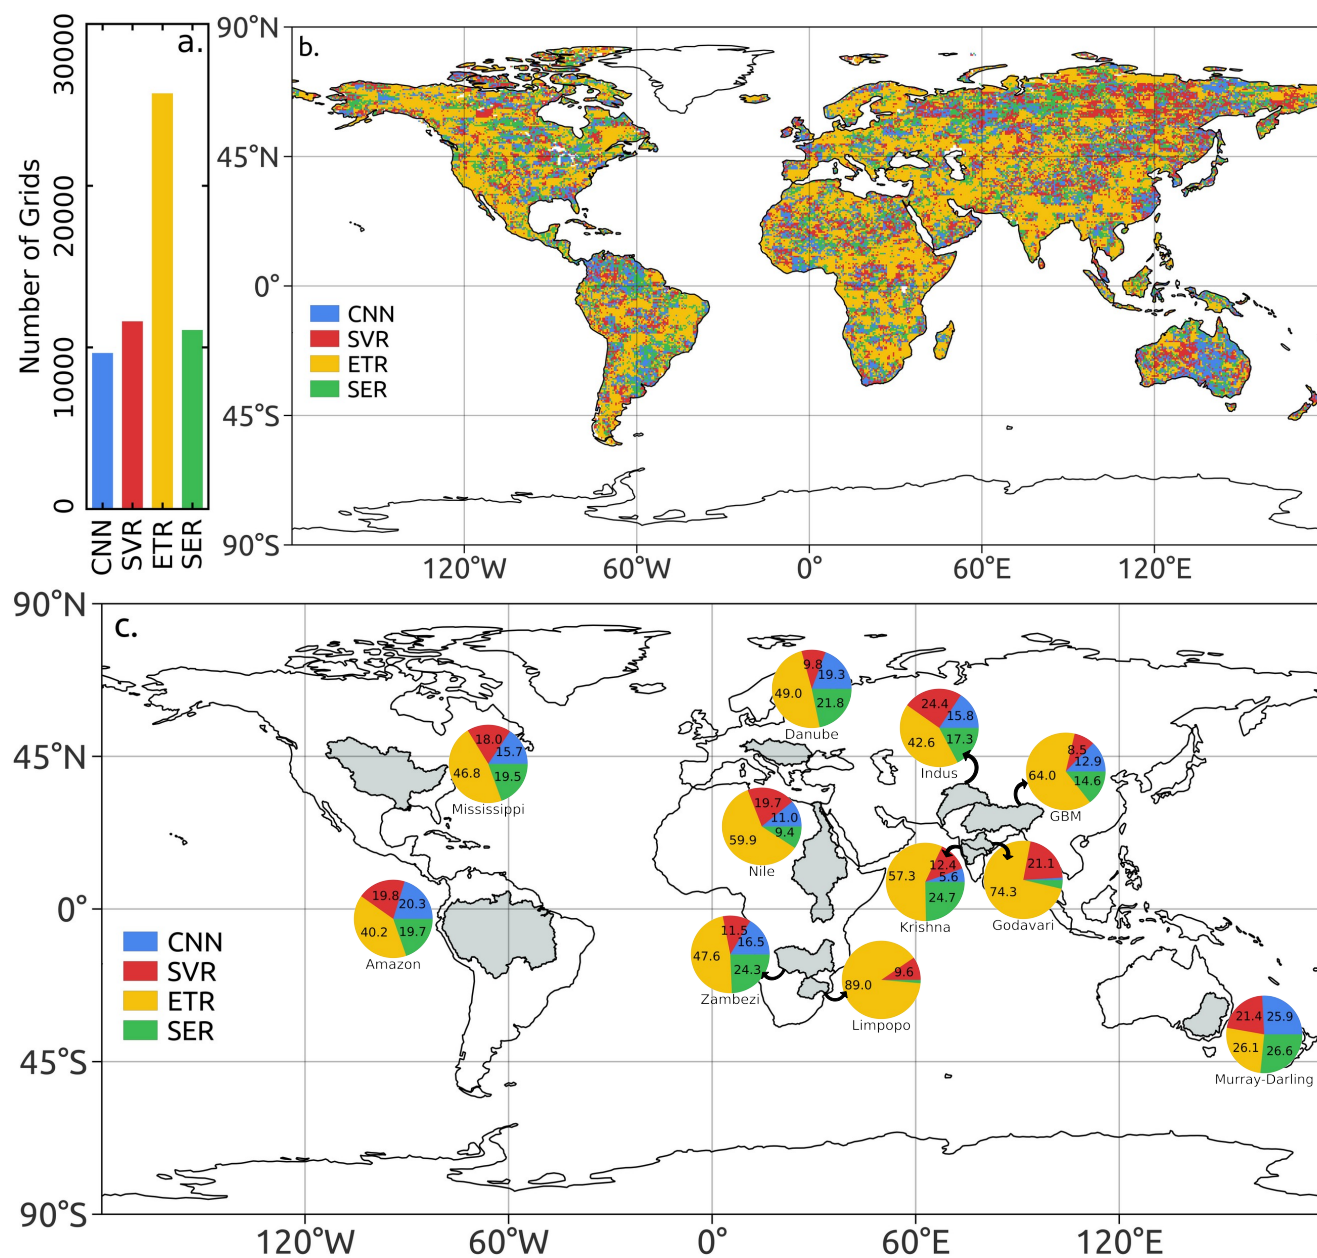 a.
30000
20000
10000
0
Number of Grids
CNN
SVR
ETR
SER
b.
90°N
45°N
0°
45°S
90°S
CNN
SVR
ETR
SER
120°W
60°W
0°
60°E
120°E
c.
90°N
45°N
0°
45°S
90°S
9.8
19.3
49.0
21.8
Danube
24.4
15.8
42.6
17.3
Indus
18.0
15.7
46.8
19.5
Mississippi
8.5
12.9
64.0
14.6
GBM
19.7
11.0
59.9
9.4
Nile
12.4
57.3
5.6
24.7
Krishna
21.1
74.3
Godavari
19.8
20.3
40.2
19.7
Amazon
11.5
16.5
47.6
24.3
Zambezi
9.6
89.0
Limpopo
21.4
25.9
26.1
26.6
Murray-Darling
CNN
SVR
ETR
SER
120°W
60°W
0°
60°E
120°E